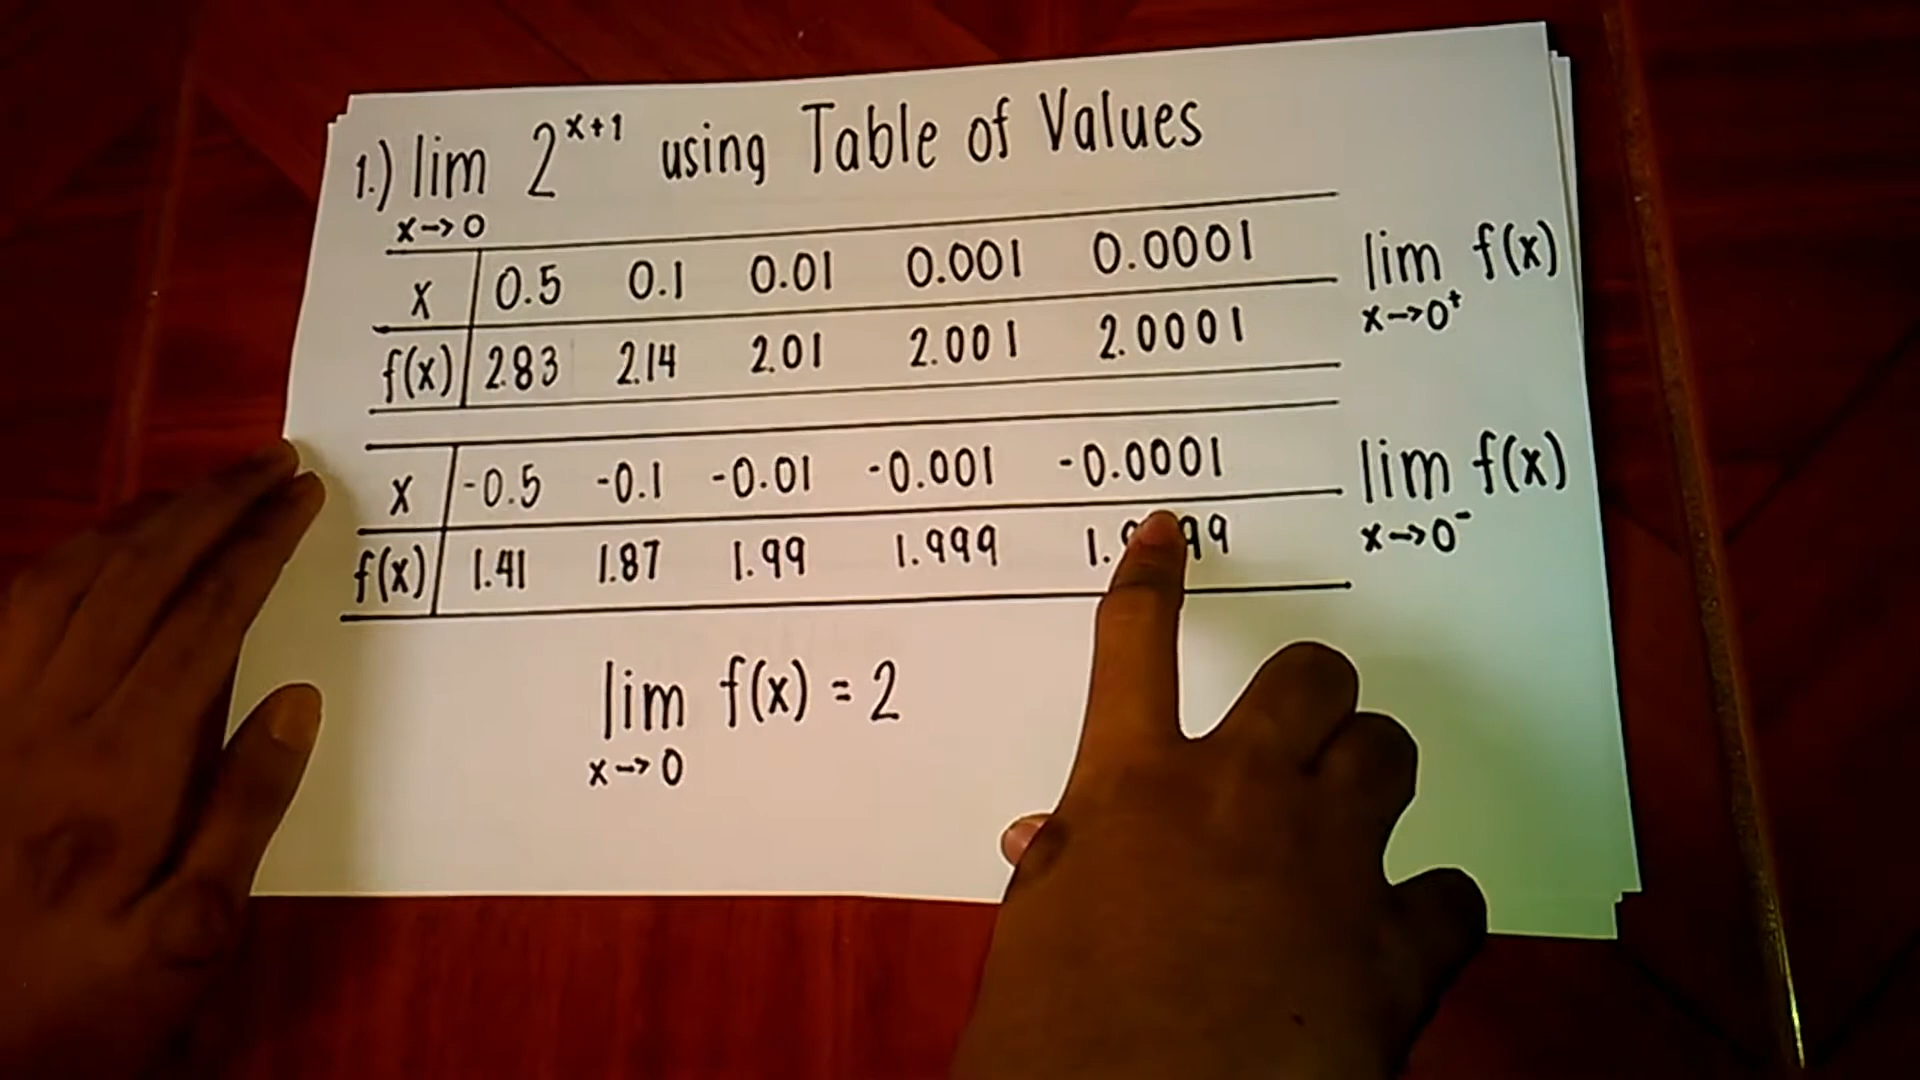 1.) lim 2^(x+1) using Table of Values
x→0
x 0.5 0.1 0.01 0.001 0.0001 lim f(x)
x→0⁺
f(x) 2.83 2.14 2.01 2.001 2.0001
x -0.5 -0.1 -0.01 -0.001 -0.0001 lim f(x)
x→0⁻
f(x) 1.41 1.87 1.99 1.999
lim f(x) = 2
x→0